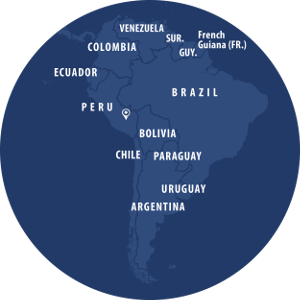 VENEZUELA
SUR.
French
Guiana (FR.)
COLOMBIA
GUY.
ECUADOR
BRAZIL
PERU
BOLIVIA
CHILE
PARAGUAY
URUGUAY
ARGENTINA